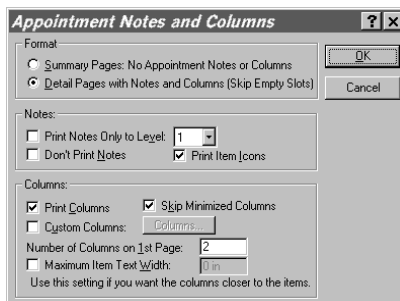 Appointment Notes and Columns
Format
Summary Pages: No Appointment Notes or Columns
Detail Pages with Notes and Columns (Skip Empty Slots)
OK
Cancel
Notes:
Print Notes Only to Level: 1
Don't Print Notes
Print Item Icons
Columns:
Print Columns
Skip Minimized Columns
Custom Columns:
Columns...
Number of Columns on 1st Page: 2
Maximum Item Text Width: 0 in
Use this setting if you want the columns closer to the items.